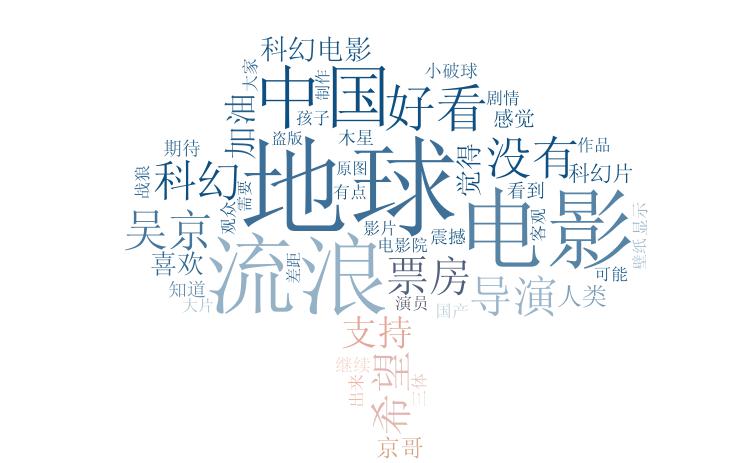 科幻电影
小破球
大家
中国
制作
好看
剧情
加油
孩子
感觉
盗版
木星
期待
觉得
没有
作品
战狼
科幻
地球
原图
科幻片
需要
有点
看到
电影
观众
吴京
影片
震撼
客观
壁纸
显示
电影院
喜欢
流浪
差距
票房
可能
知道
导演
人类
大片
演员
国产
支持
继续
希望
出来
三体
京哥